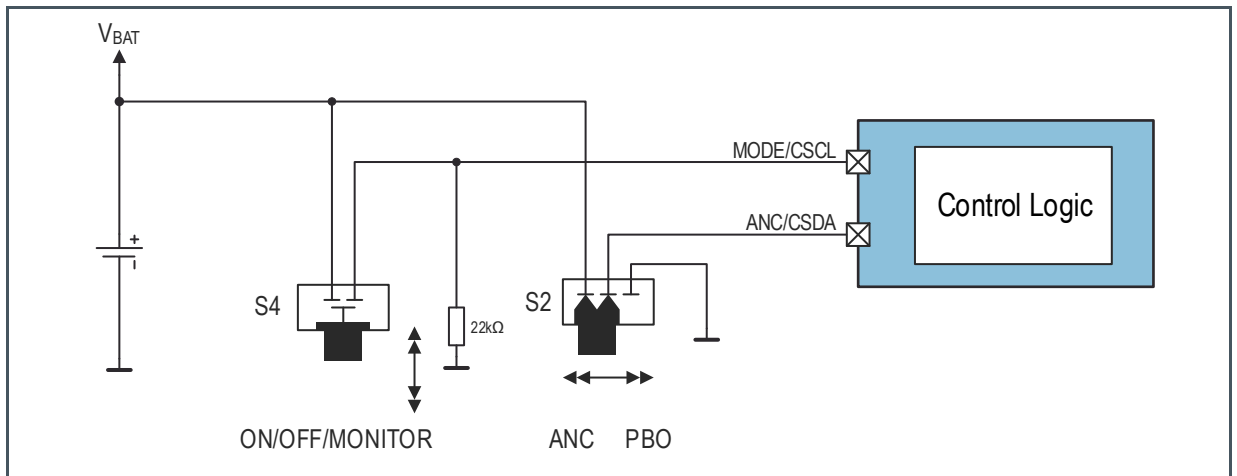 VBAT
MODE/CSCL
Control Logic
ANC/CSDA
+
S4
S2
22kΩ
ON/OFF/MONITOR
ANC PBO